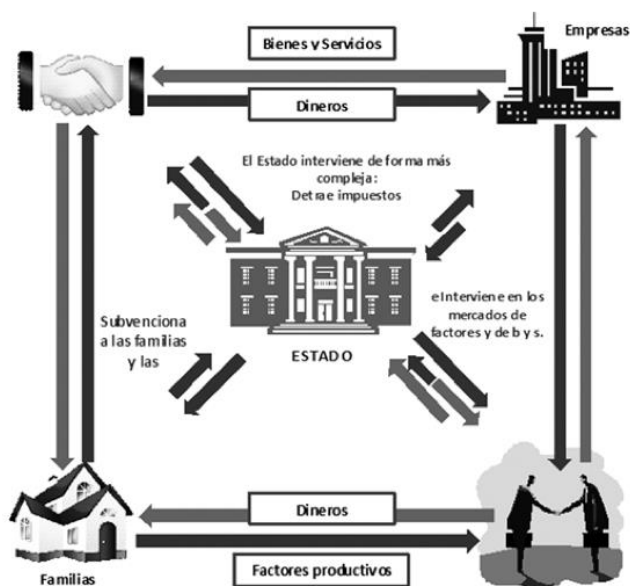 Bienes y Servicios
Empresas
Dineros
El Estado interviene de forma más
compleja:
Detrae impuestos
Subvenciona
a las familias
y las
e Interviene en los
mercados de
factores y de b y s.
ESTADO
Dineros
Factores productivos
Familias